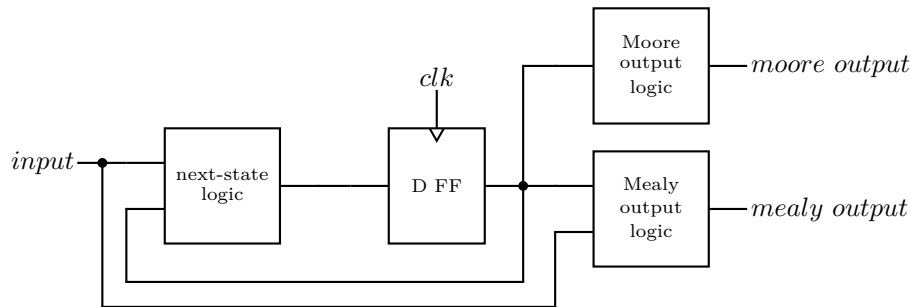 Moore
output
logic
moore output
clk
input
next-state
logic
D FF
Mealy
output
logic
mealy output